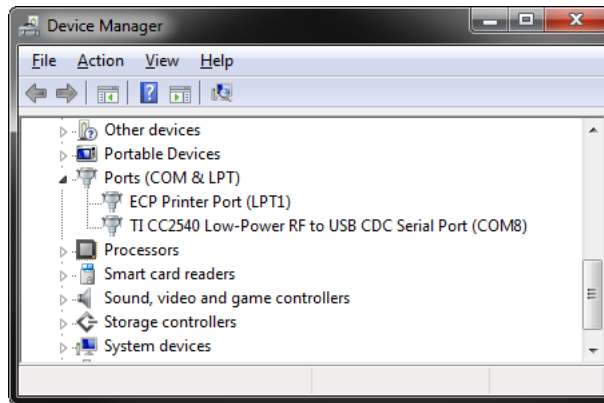 Device Manager
File Action View Help
Other devices
Portable Devices
Ports (COM & LPT)
ECP Printer Port (LPT1)
TI CC2540 Low-Power RF to USB CDC Serial Port (COM8)
Processors
Smart card readers
Sound, video and game controllers
Storage controllers
System devices